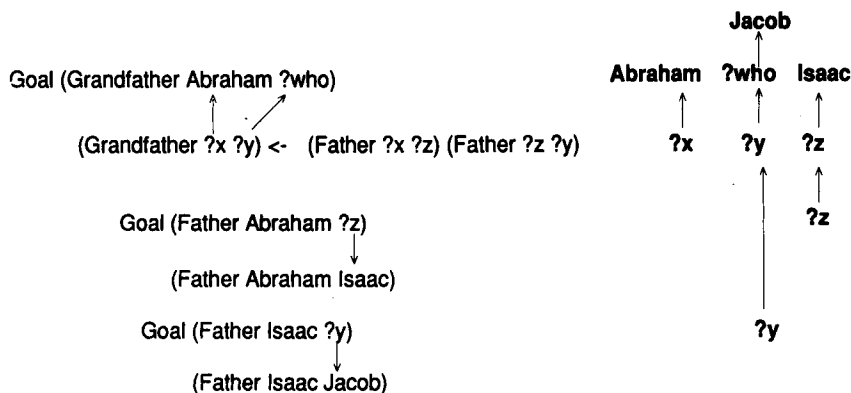 Jacob
Goal (Grandfather Abraham ?who)
Abraham ?who Isaac
(Grandfather ?x ?y) <- (Father ?x ?z) (Father ?z ?y)
?x ?y ?z
Goal (Father Abraham ?z)
?z
(Father Abraham Isaac)
Goal (Father Isaac ?y)
?y
(Father Isaac Jacob)